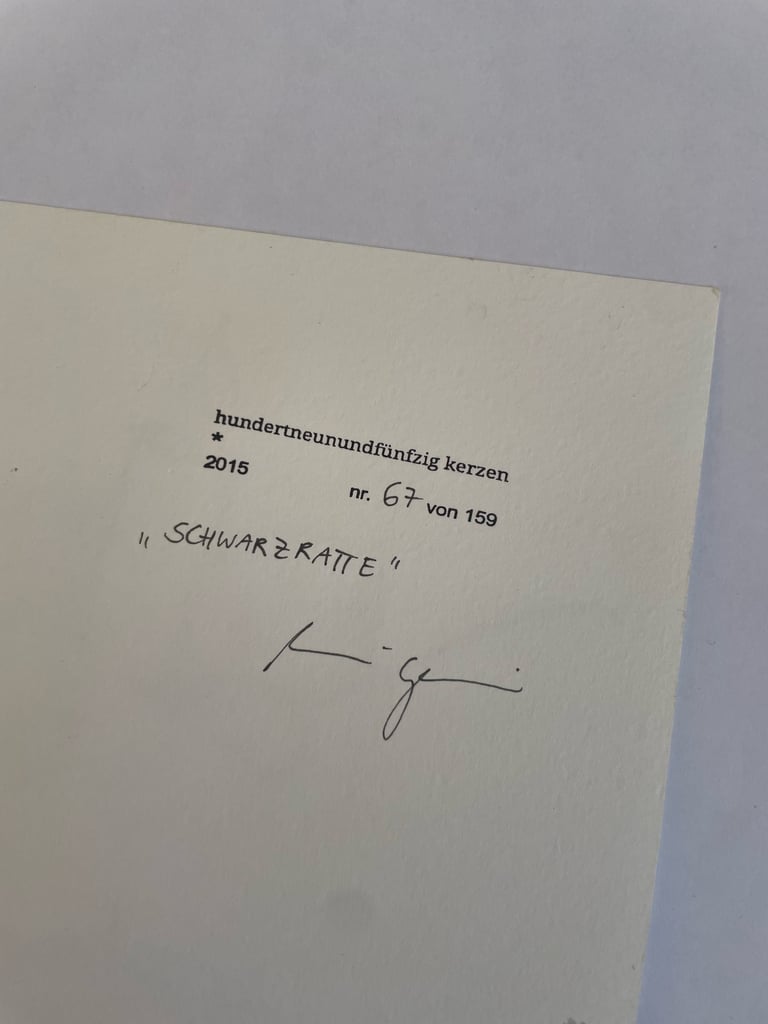 hundertneunundfünfzig kerzen
*
2015
nr. 67 von 159
„ SCHWARZRATTE “